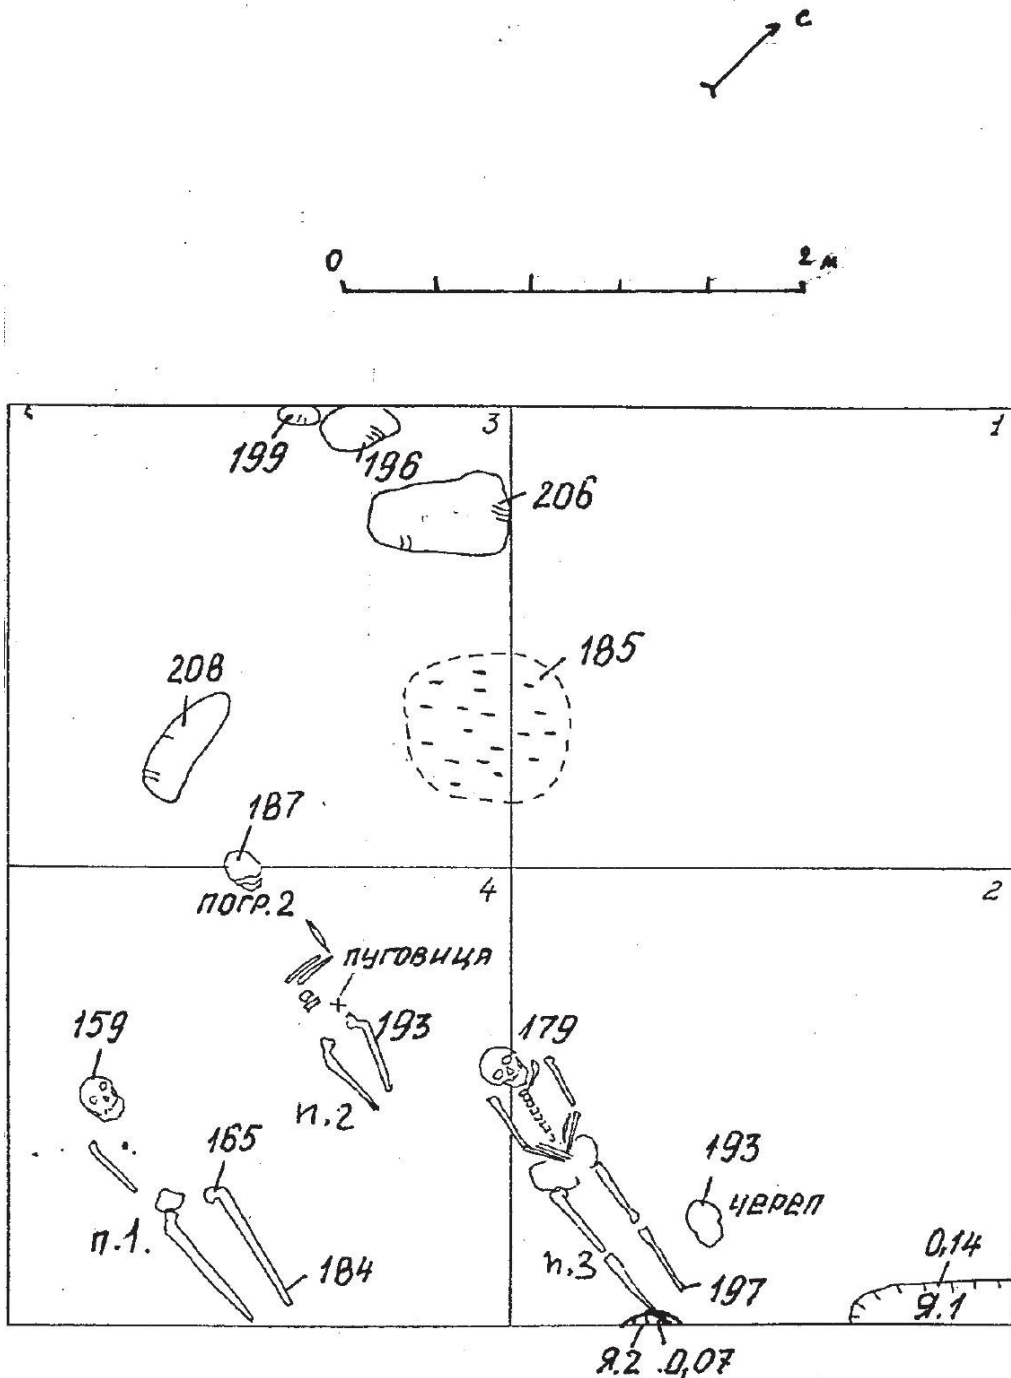 С
0 2 м
3 1
199 196
206
185
208
187
4 2
погр. 2
пуговица
159 193 179
п. 2
165 193
череп
п. 1. 184 п. 3 197 0,14
Я. 1
Я. 2 0,07